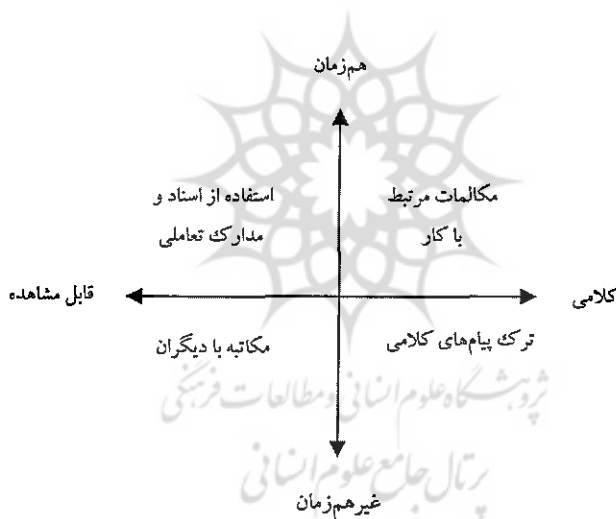 هم‌زمان
مکالمات مرتبط
با کار
استفاده از اسناد و
مدارک تعاملی
کلامی
قابل مشاهده
ترک پیام‌های کلامی
مکاتبه با دیگران
پژوهشگاه علوم انسانی و مطالعات فرهنگی
پرتال جامع علوم انسانی
غیرهم‌زمان